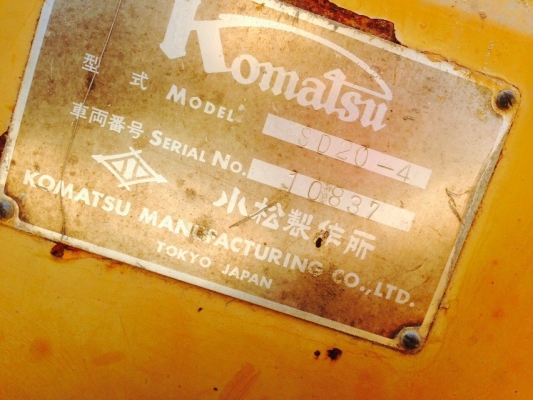 Komatsu
型式 MODEL SD20-4
車両番号 SERIAL NO. J0837
小松製作所
KOMATSU MANUFACTURING CO.,LTD.
TOKYO JAPAN